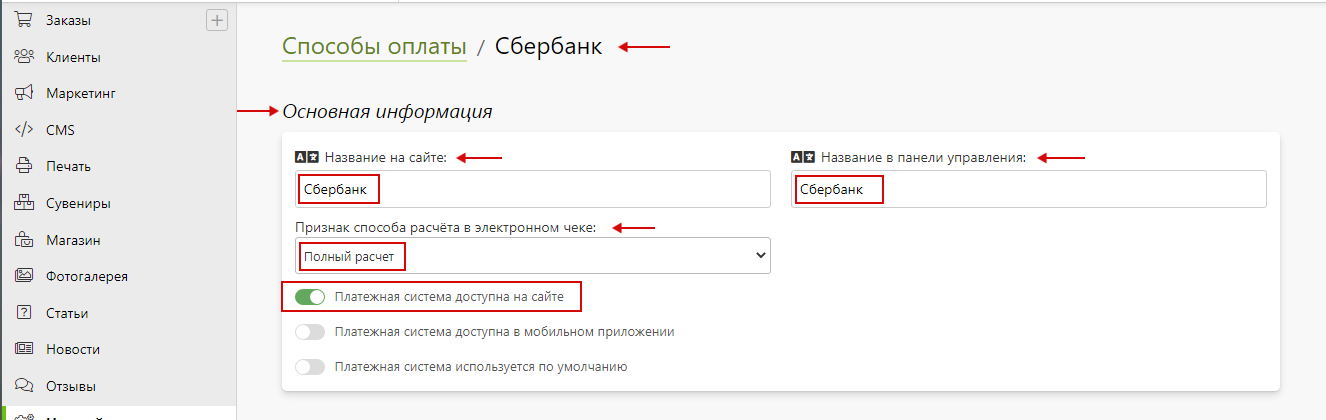 Заказы
Клиенты
Маркетинг
CMS
Печать
Сувениры
Магазин
Фотогалерея
Статьи
Новости
Отзывы
Способы оплаты / Сбербанк
Основная информация
Название на сайте:
Сбербанк
Название в панели управления:
Сбербанк
Признак способа расчёта в электронном чеке:
Полный расчет
Платежная система доступна на сайте
Платежная система доступна в мобильном приложении
Платежная система используется по умолчанию